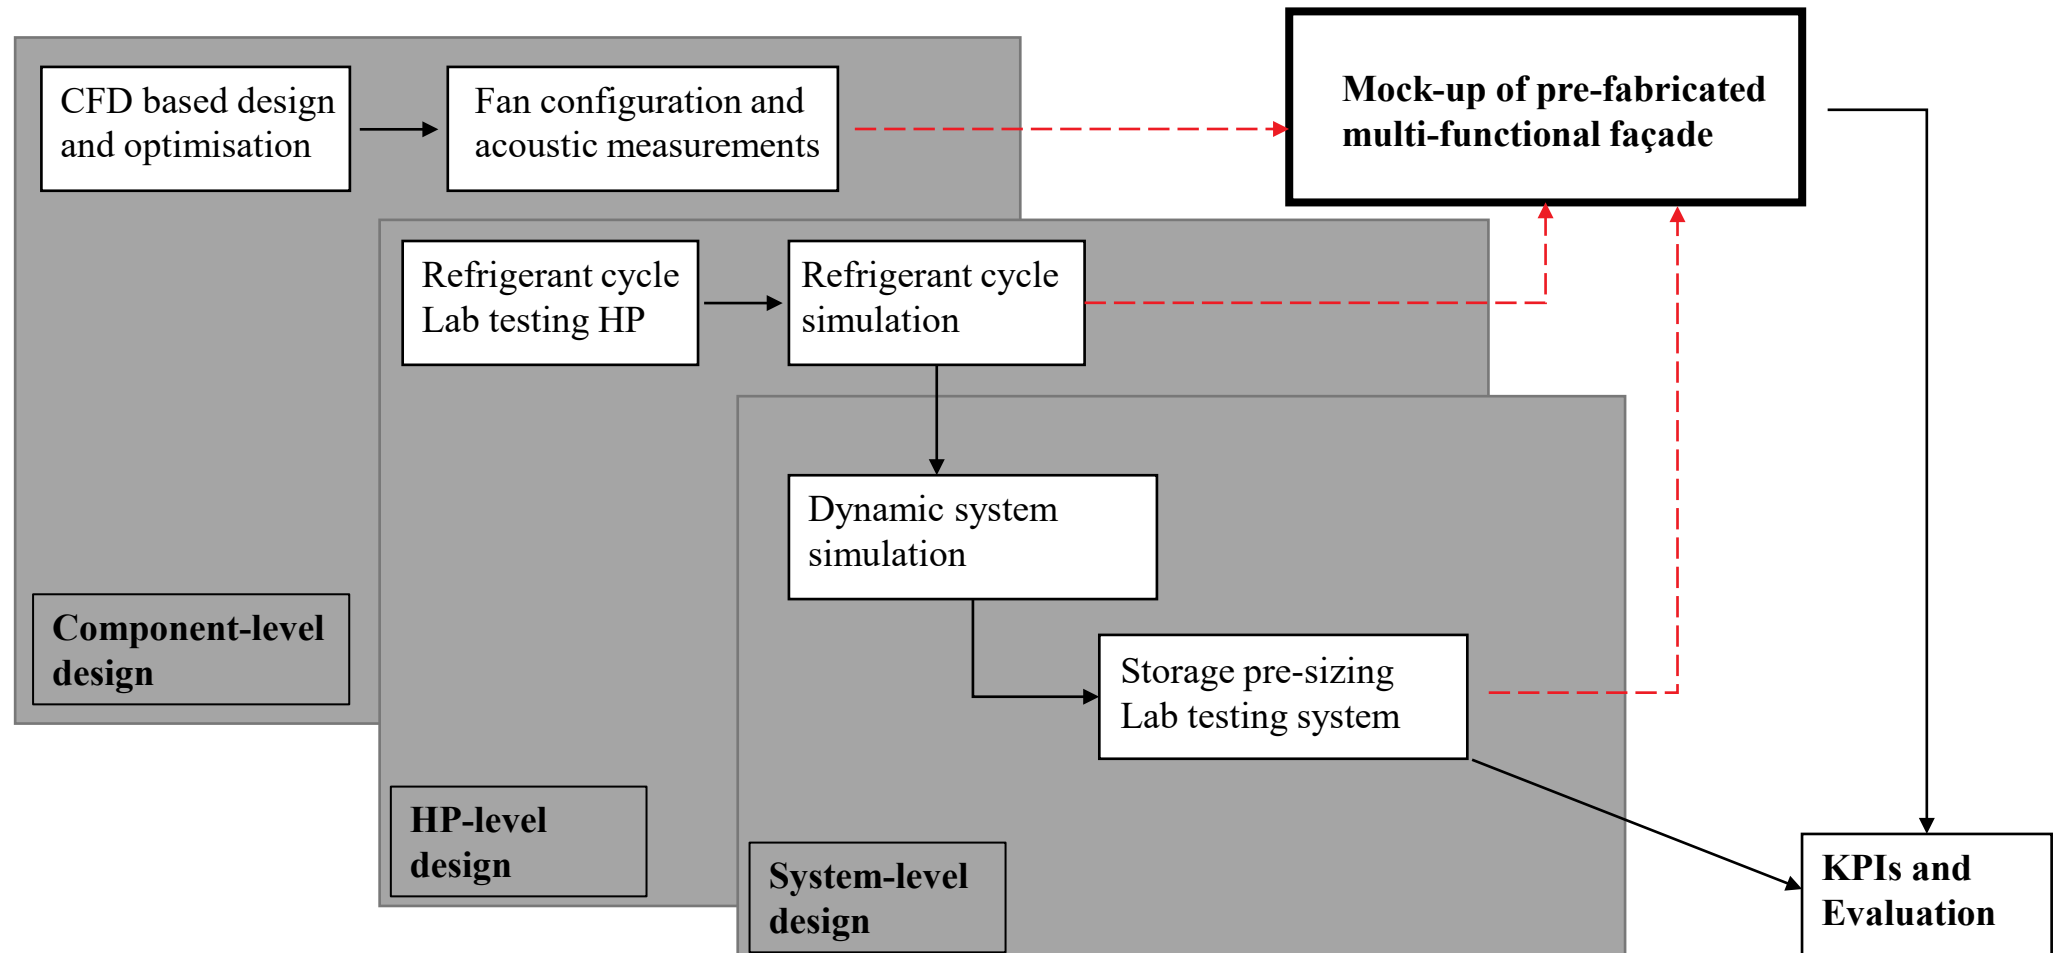 CFD based design
and optimisation
Fan configuration and
acoustic measurements
Mock-up of pre-fabricated
multi-functional façade
Refrigerant cycle
Lab testing HP
Refrigerant cycle
simulation
Dynamic system
simulation
Component-level
design
Storage pre-sizing
Lab testing system
HP-level
design
System-level
design
KPIs and
Evaluation